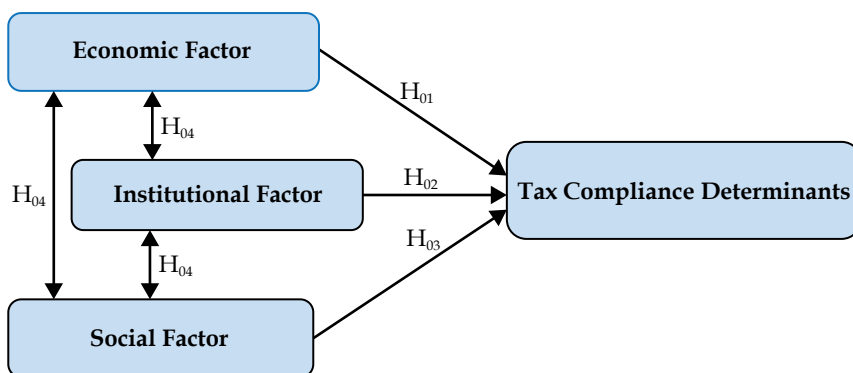 Economic Factor
H01
H04
H04
Institutional Factor
H02
Tax Compliance Determinants
H03
H04
Social Factor